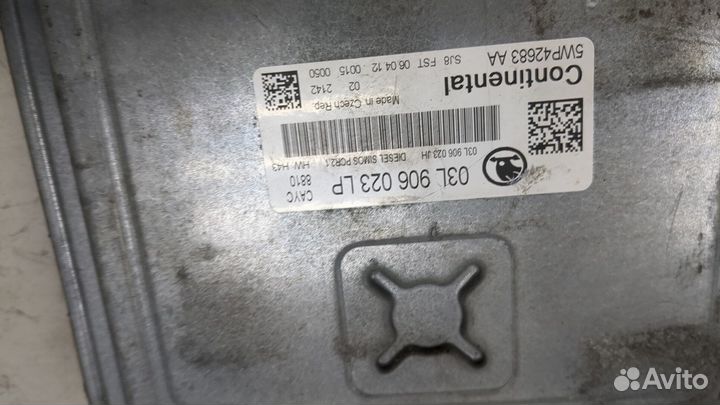 03L 906 023 LP
CAYC
8810
03L 906 023 JH
DIESEL SIMOS PCR2.1
HW: H43
Made in Czech Rep.
02
2142
Continental
SJ8 FST 06 04 12 0015 0050
5WP42683 AA
Avito